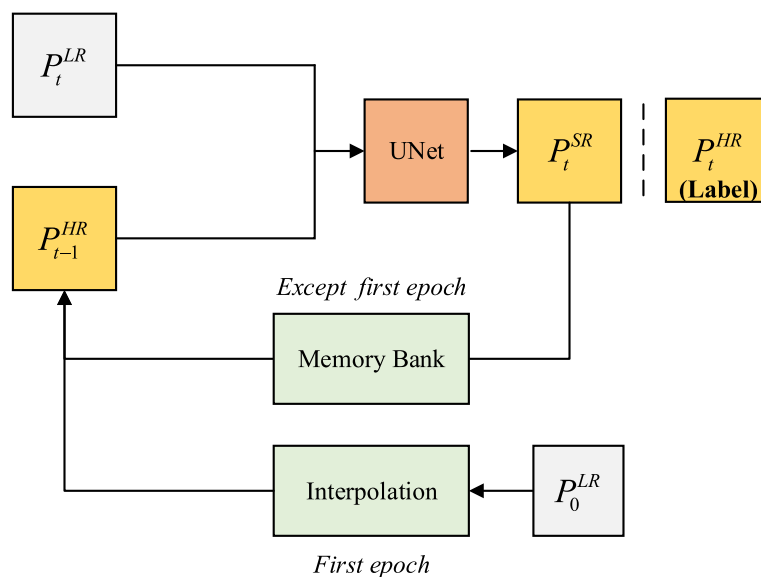 P_t^{LR}
UNet
P_t^{SR}
P_t^{HR}
(Label)
P_{t-1}^{HR}
Except first epoch
Memory Bank
Interpolation
P_0^{LR}
First epoch